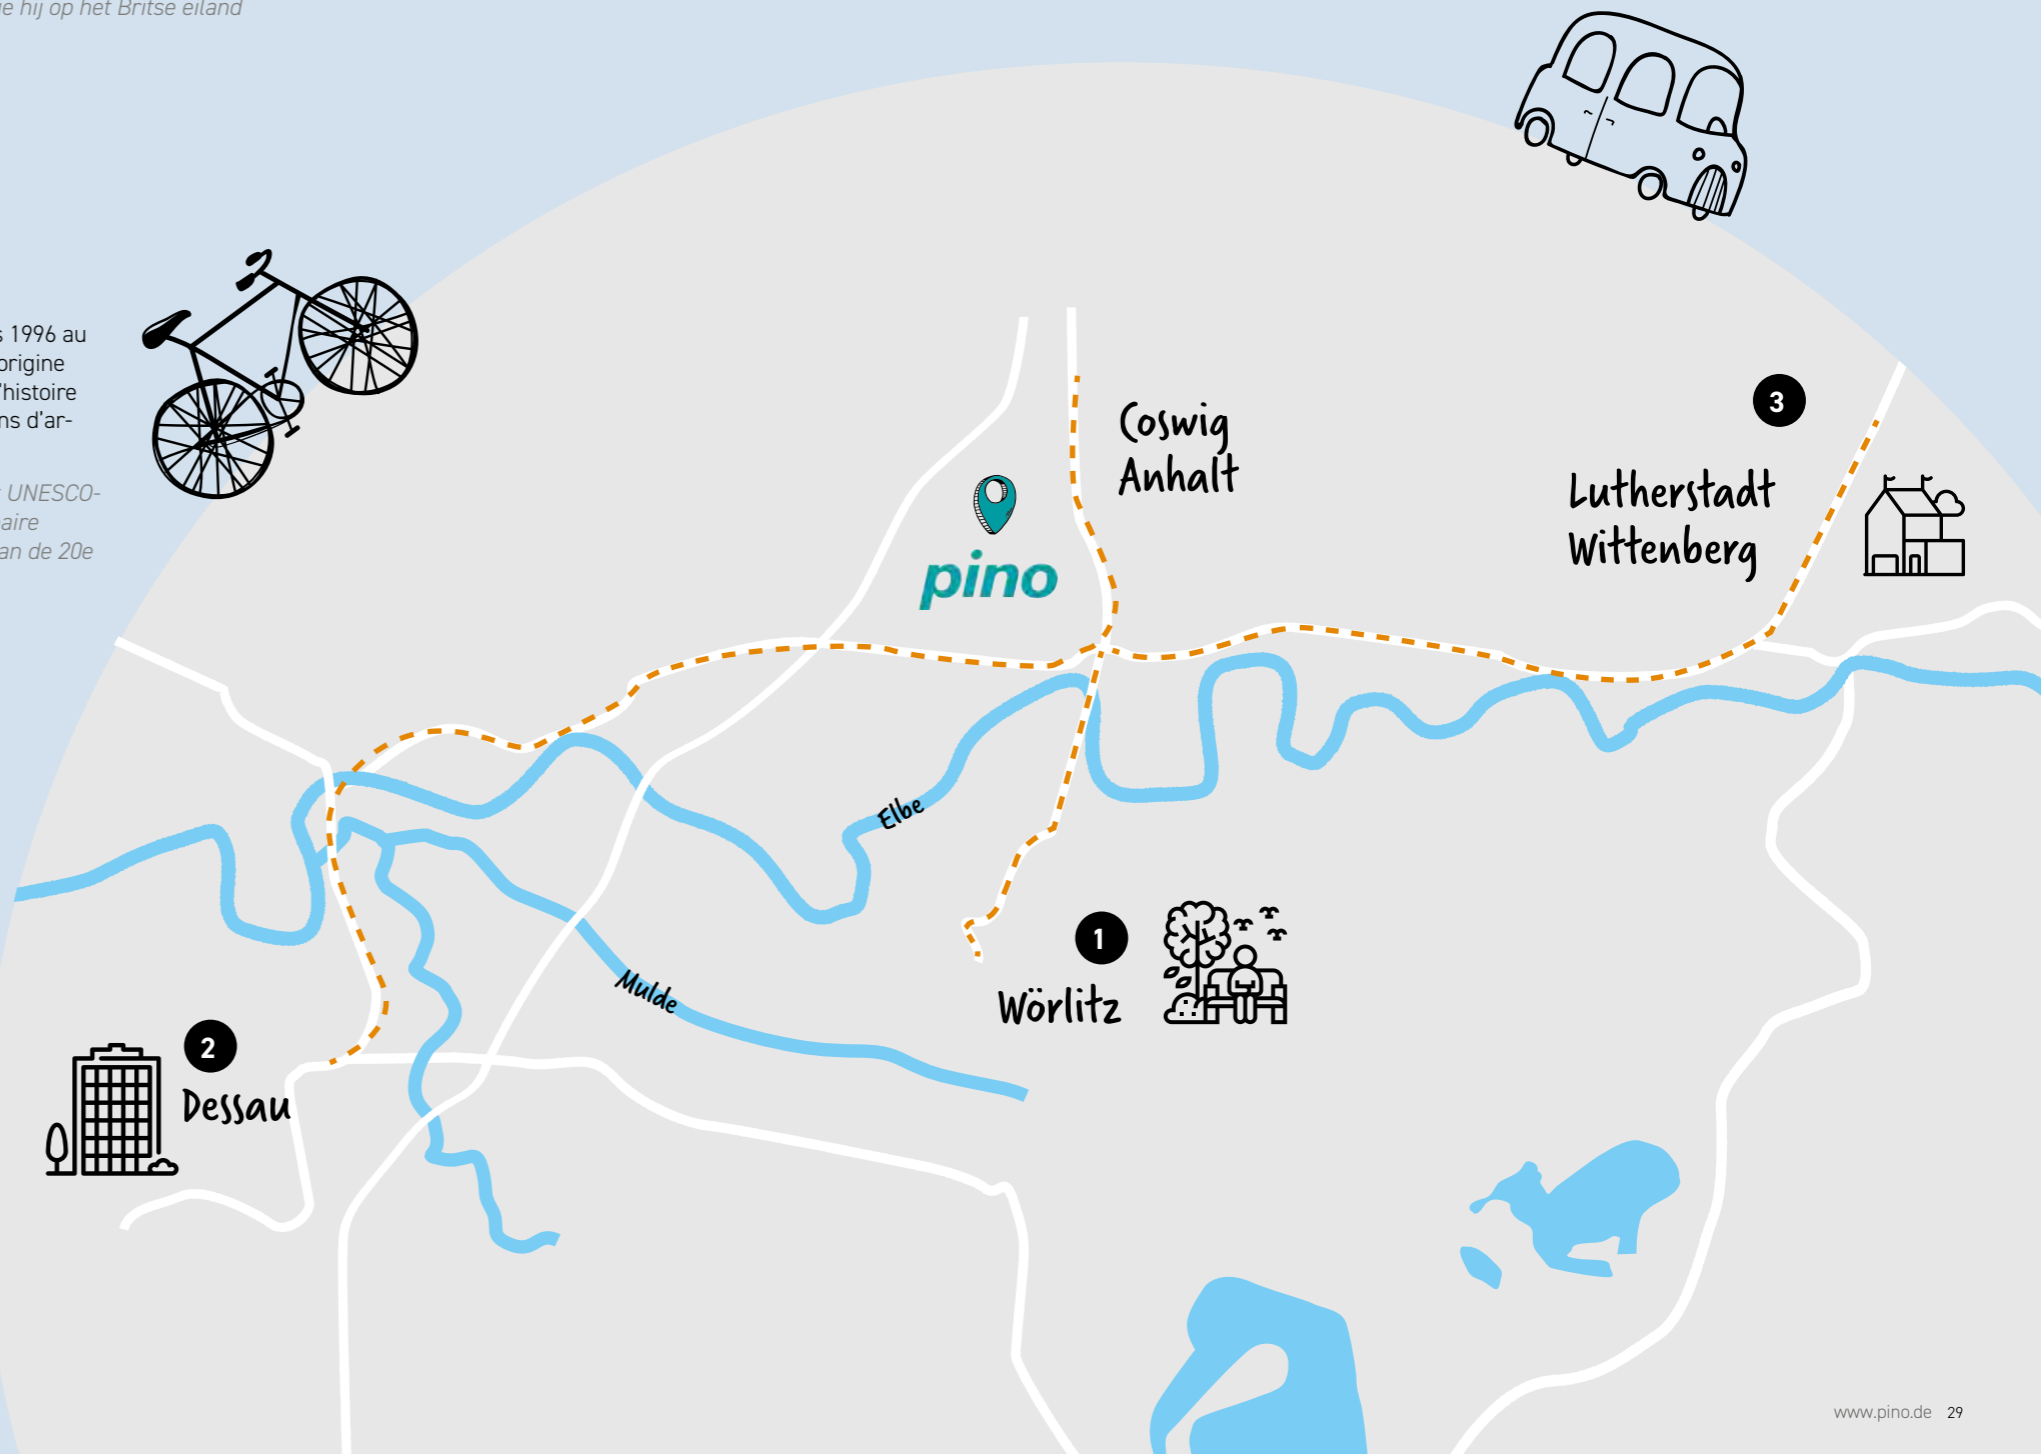 hij op het Britse eiland
1996 au
origine
'histoire
ns d'ar-
UNESCO-
aire
an de 20e
Coswig
Anhalt
3
Lutherstadt
Wittenberg
pino
Elbe
1
Wörlitz
Mulde
2
Dessau
www.pino.de 29